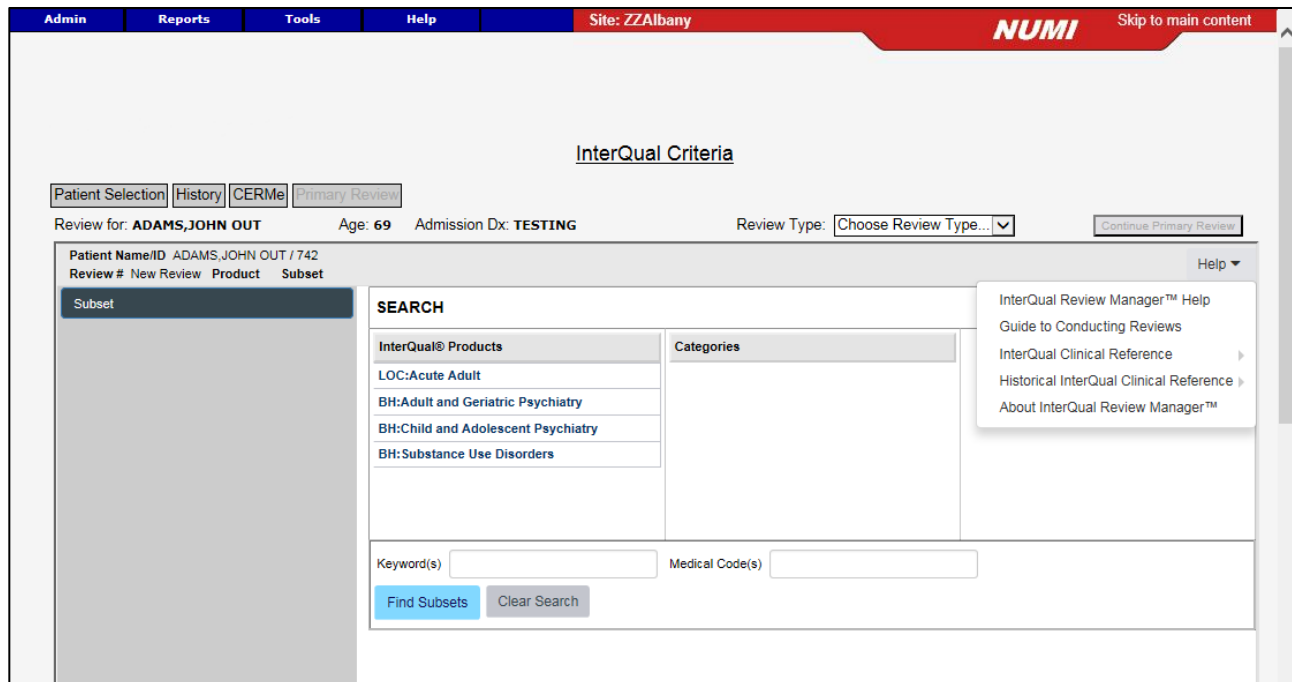 Admin Reports Tools Help Site: ZZAlbany NUMI Skip to main content
InterQual Criteria
Patient Selection History CERMe Primary Review
Review for: ADAMS,JOHN OUT Age: 69 Admission Dx: TESTING Review Type: Choose Review Type... Continue Primary Review
Patient Name/ID ADAMS,JOHN OUT / 742
Review # New Review Product Subset
Help
Subset
SEARCH
InterQual® Products
LOC:Acute Adult
BH:Adult and Geriatric Psychiatry
BH:Child and Adolescent Psychiatry
BH:Substance Use Disorders
Categories
InterQual Review Manager™ Help
Guide to Conducting Reviews
InterQual Clinical Reference
Historical InterQual Clinical Reference
About InterQual Review Manager™
Keyword(s) Medical Code(s)
Find Subsets Clear Search